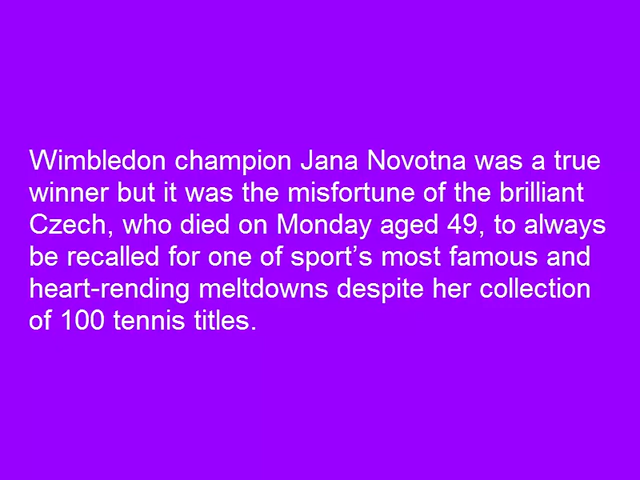 Wimbledon champion Jana Novotna was a true
winner but it was the misfortune of the brilliant
Czech, who died on Monday aged 49, to always
be recalled for one of sport’s most famous and
heart-rending meltdowns despite her collection
of 100 tennis titles.